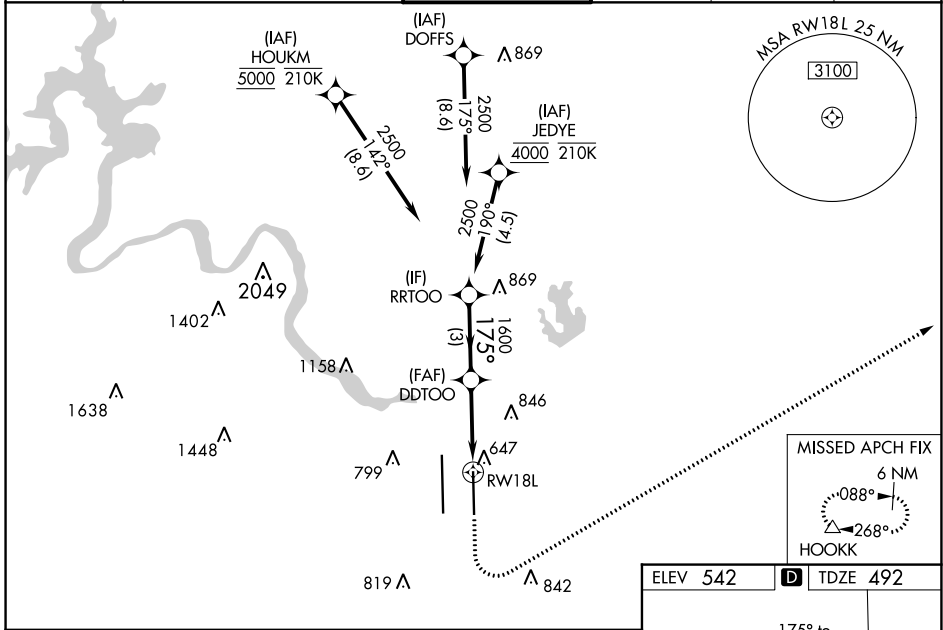 (IAF)
HOUKM
5000 210K
2500
142°
(8.6)
(IAF)
DOFFS
869
2500
175°
(8.6)
(IAF)
JEDYE
4000 210K
2500
190°
(4.5)
MSA RW18L 25 NM
3100
(IF)
RRTOO
869
1600
175°
(3)
2049
1402
1158
(FAF)
DDTOO
1638
846
1448
799
647
RW18L
819
842
MISSED APCH FIX
6 NM
088°
268°
HOOKK
ELEV 542 D TDZE 492
175° to